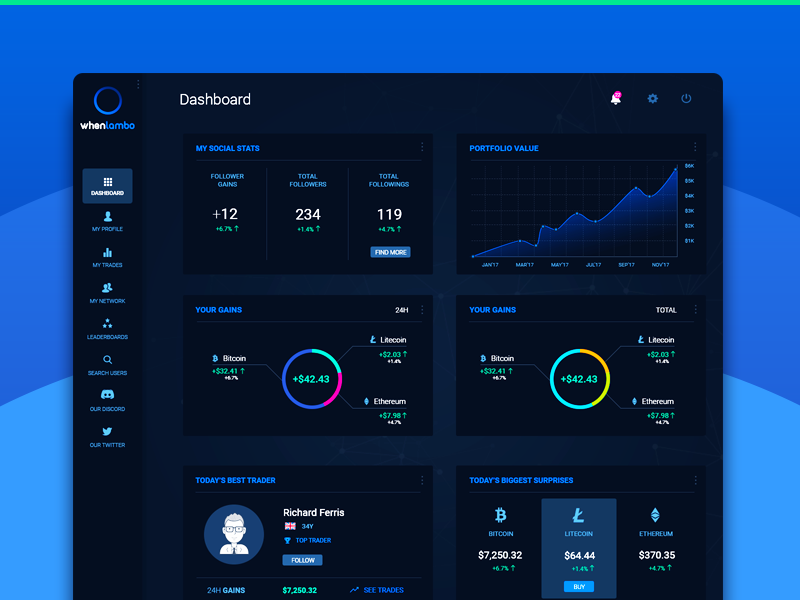 whenlambo
Dashboard
22
DASHBOARD
MY PROFILE
MY TRADES
MY NETWORK
LEADERBOARDS
SEARCH USERS
OUR DISCORD
OUR TWITTER
MY SOCIAL STATS
FOLLOWER
GAINS
+12
+6.7% ↑
TOTAL
FOLLOWERS
234
+1.4% ↑
TOTAL
FOLLOWINGS
119
+4.7% ↑
FIND MORE
PORTFOLIO VALUE
$6K
$5K
$4K
$3K
$2K
$1K
JAN'17 MAR'17 MAY'17 JUL'17 SEP'17 NOV'17
YOUR GAINS 24H
Bitcoin
+$32.41 ↑
+6.7%
+$42.43
Litecoin
+$2.03 ↑
+1.4%
Ethereum
+$7.98 ↑
+4.7%
YOUR GAINS TOTAL
Bitcoin
+$32.41 ↑
+6.7%
+$42.43
Litecoin
+$2.03 ↑
+1.4%
Ethereum
+$7.98 ↑
+4.7%
TODAY'S BEST TRADER
Richard Ferris
34Y
TOP TRADER
FOLLOW
24H GAINS $7,250.32 SEE TRADES
TODAY'S BIGGEST SURPRISES
BITCOIN
$7,250.32
+6.7% ↑
LITECOIN
$64.44
+1.4% ↑
BUY
ETHEREUM
$370.35
+4.7% ↑